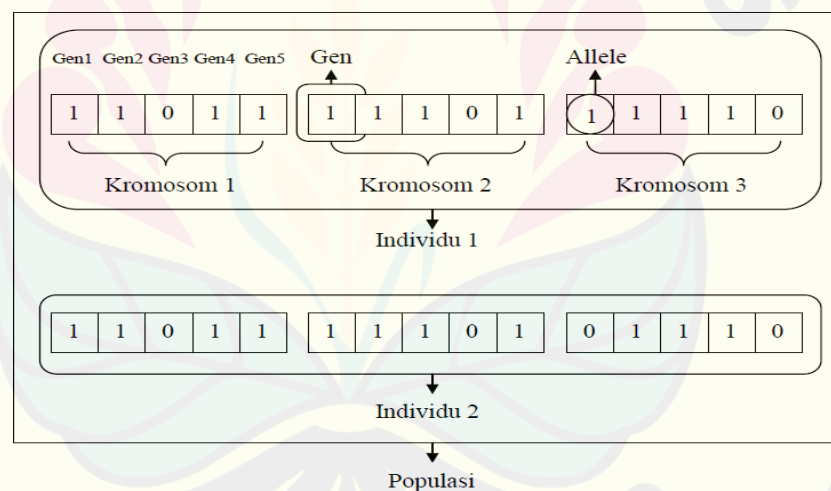 Gen1 Gen2 Gen3 Gen4 Gen5 Gen Allele
1 1 0 1 1 1 1 1 0 1 1 1 1 1 0
Kromosom 1 Kromosom 2 Kromosom 3
Individu 1
1 1 0 1 1 1 1 1 0 1 0 1 1 1 0
Individu 2
Populasi